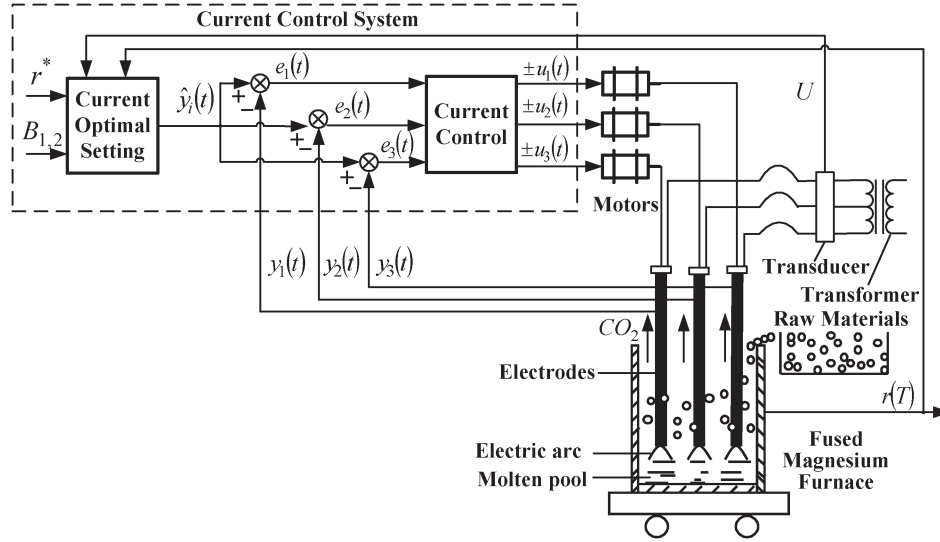 Current Control System
r*
B1,2
Current
Optimal
Setting
ŷi(t)
+
−
e1(t)
+
−
e2(t)
+
−
e3(t)
Current
Control
±u1(t)
±u2(t)
±u3(t)
Motors
U
y1(t)
y2(t)
y3(t)
Transducer
Transformer
Raw Materials
CO2
Electrodes
r(T)
Electric arc
Molten pool
Fused
Magnesium
Furnace